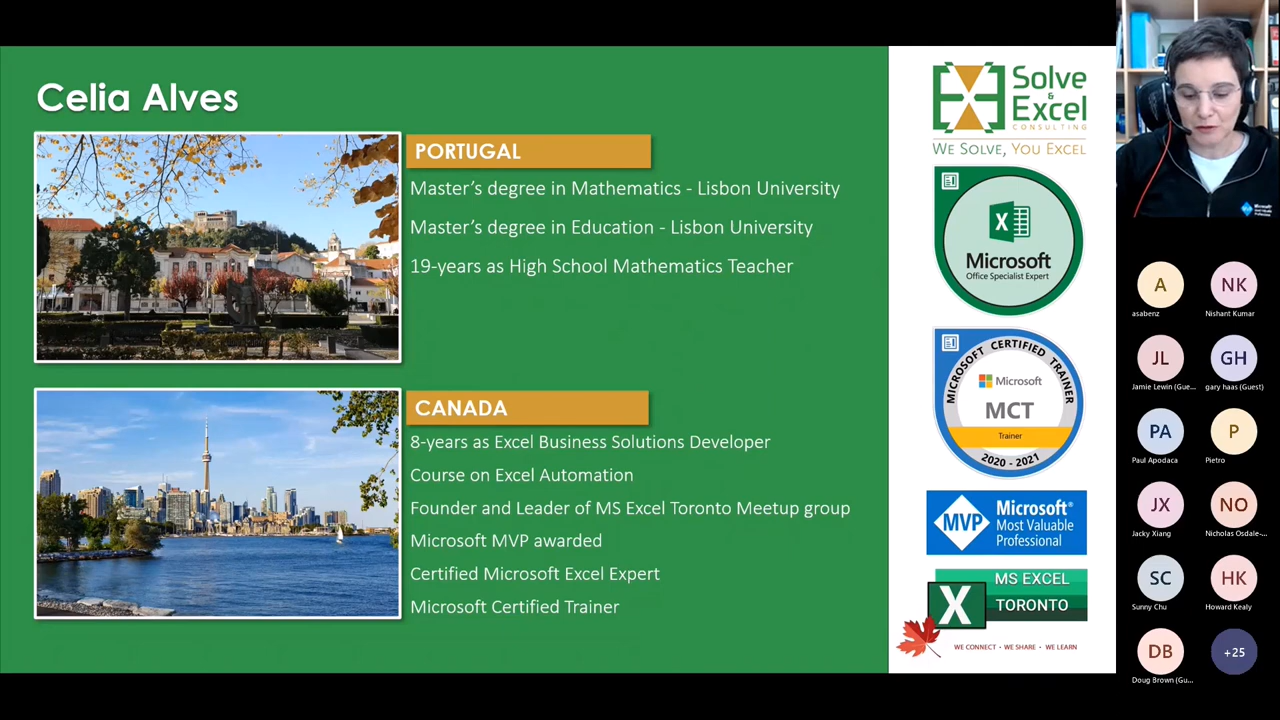 Celia Alves
PORTUGAL
Master's degree in Mathematics - Lisbon University
Master's degree in Education - Lisbon University
19-years as High School Mathematics Teacher
CANADA
8-years as Excel Business Solutions Developer
Course on Excel Automation
Founder and Leader of MS Excel Toronto Meetup group
Microsoft MVP awarded
Certified Microsoft Excel Expert
Microsoft Certified Trainer
Solve
&
Excel
CONSULTING
WE SOLVE, YOU EXCEL
X
Microsoft
Office Specialist Expert
MICROSOFT CERTIFIED TRAINER
Microsoft
MCT
Trainer
2020 - 2021
MVP
Microsoft®
Most Valuable
Professional
MS EXCEL
X
TORONTO
WE CONNECT • WE SHARE • WE LEARN
A
asabenz
NK
Nishant Kumar
JL
Jamie Lewin (Gue...
GH
gary haas (Guest)
PA
Paul Apodaca
P
Pietro
JX
Jacky Xiang
NO
Nicholas Osdale-...
SC
Sunny Chu
HK
Howard Kealy
DB
Doug Brown (Gu...
+25